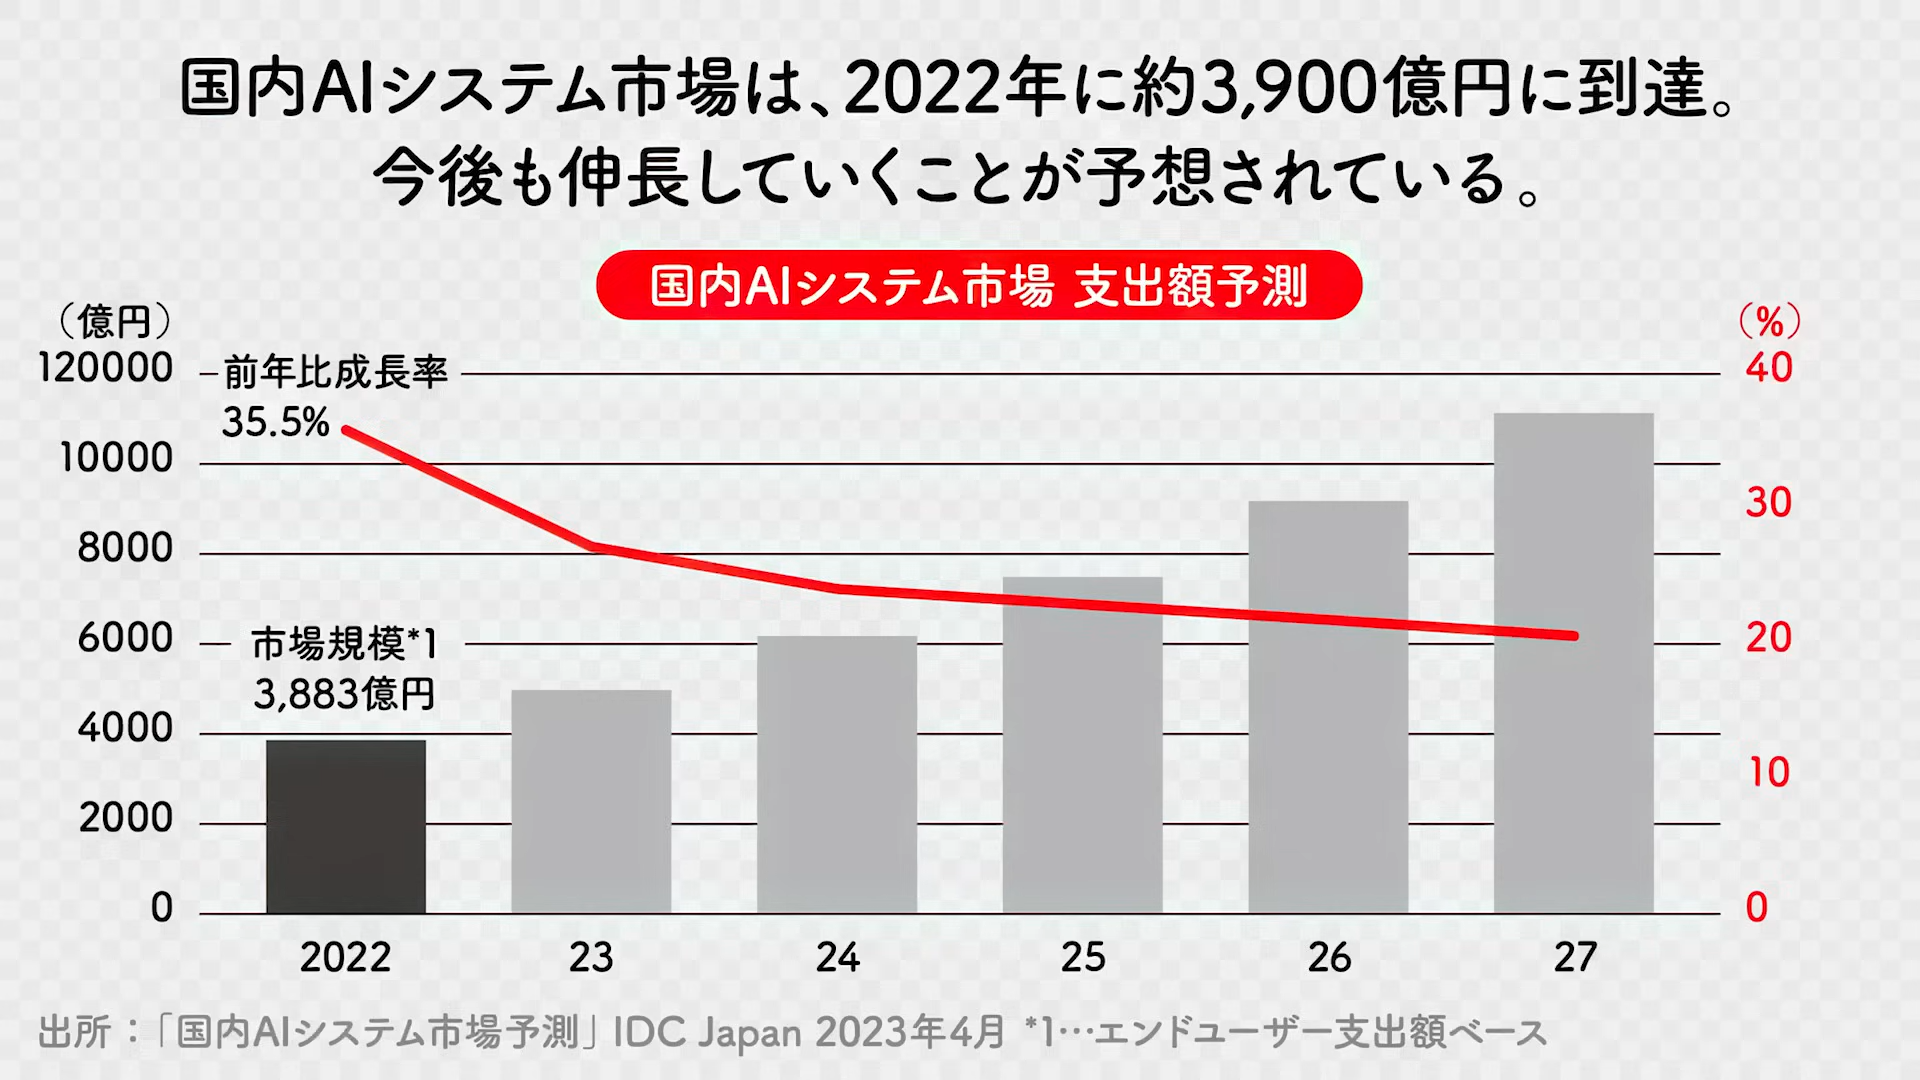 国内AIシステム市場は、2022年に約3,900億円に到達。
今後も伸長していくことが予想されている。
国内AIシステム市場 支出額予測
（億円）
（%）
120000
10000
8000
6000
4000
2000
0
前年比成長率
35.5%
市場規模*1
3,883億円
40
30
20
10
0
2022 23 24 25 26 27
出所：「国内AIシステム市場予測」IDC Japan 2023年4月 *1…エンドユーザー支出額ベース